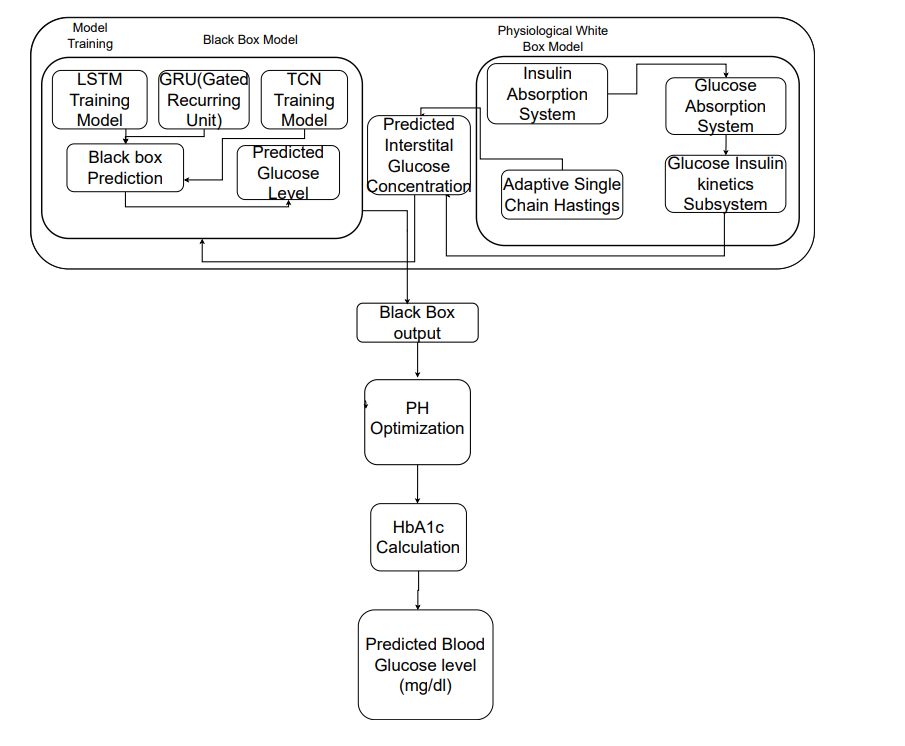 Model
Training
Black Box Model
Physiological White
Box Model
LSTM
Training
Model
GRU(Gated
Recurring
Unit)
TCN
Training
Model
Black box
Prediction
Predicted
Glucose
Level
Predicted
Interstital
Glucose
Concentration
Insulin
Absorption
System
Glucose
Absorption
System
Adaptive Single
Chain Hastings
Glucose Insulin
kinetics
Subsystem
Black Box
output
PH
Optimization
HbA1c
Calculation
Predicted Blood
Glucose level
(mg/dl)